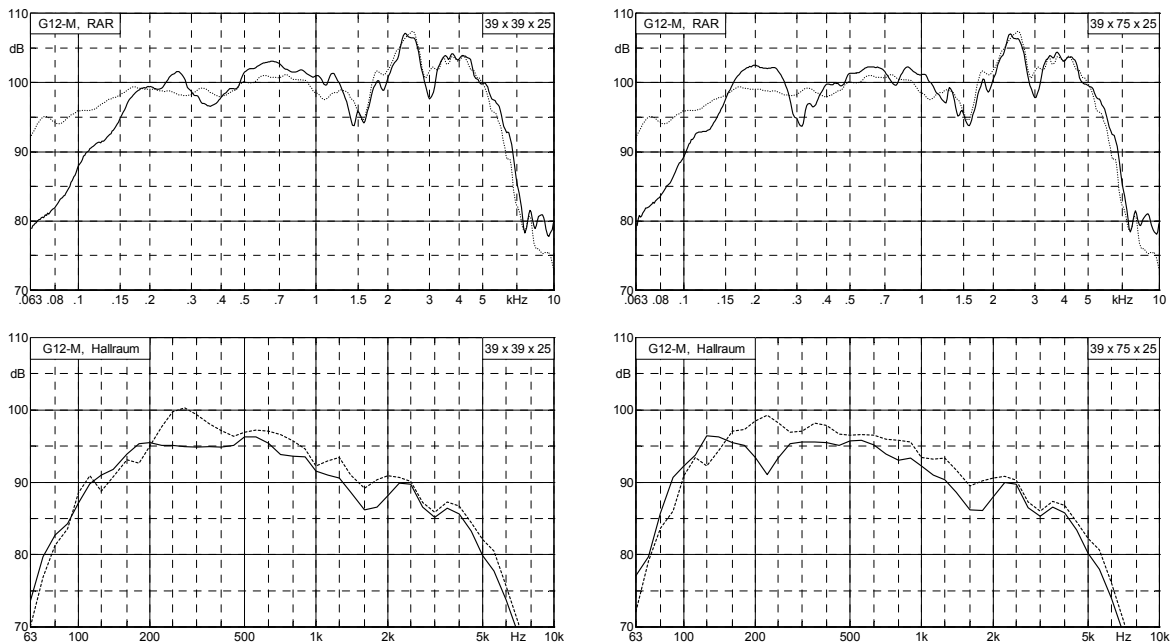 110
G12-M, RAR
39 x 39 x 25
dB
100
90
80
70
.063 .08 .1 .15 .2 .3 .4 .5 .7 1 1.5 2 3 4 5 kHz 10
110
G12-M, RAR
39 x 75 x 25
dB
100
90
80
70
.063 .08 .1 .15 .2 .3 .4 .5 .7 1 1.5 2 3 4 5 kHz 10
110
G12-M, Hallraum
39 x 39 x 25
dB
100
90
80
70
63 100 200 500 1k 2k 5k Hz 10k
110
G12-M, Hallraum
39 x 75 x 25
dB
100
90
80
70
63 100 200 500 1k 2k 5k Hz 10k